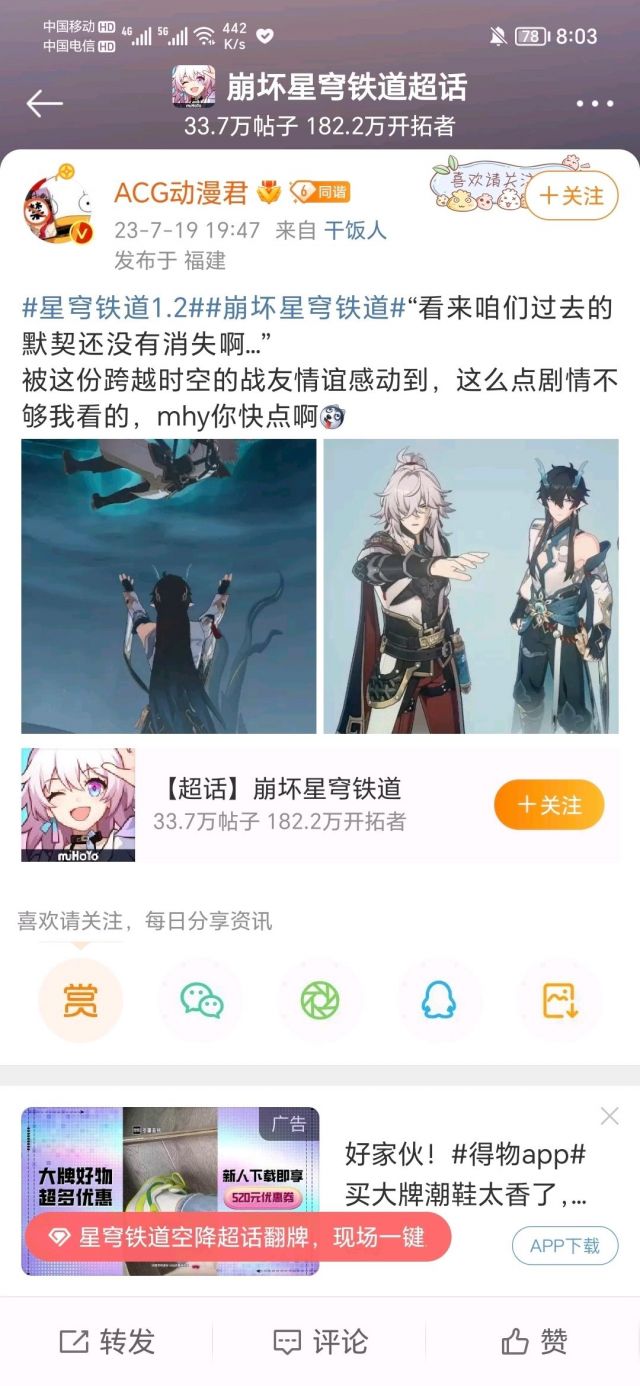 中国移动 HD 4G 5G 442 78 8:03
中国电信 HD K/s
崩坏星穹铁道超话
miHoYo
33.7万帖子 182.2万开拓者
ACG动漫君 6 同谐
喜欢请关注
+关注
禁
23-7-19 19:47 来自 干饭人
发布于 福建
#星穹铁道1.2##崩坏星穹铁道#“看来咱们过去的
默契还没有消失啊...”
被这份跨越时空的战友情谊感动到，这么点剧情不
够我看的，mhy你快点啊
【超话】崩坏星穹铁道
33.7万帖子 182.2万开拓者
+关注
miHoYo
喜欢请关注，每日分享资讯
赏
广告
大牌好物
超多优惠
新人下载即享
520元优惠券
好家伙！#得物app#
买大牌潮鞋太香了,...
APP下载
星穹铁道空降超话翻牌，现场一键
转发
评论
赞